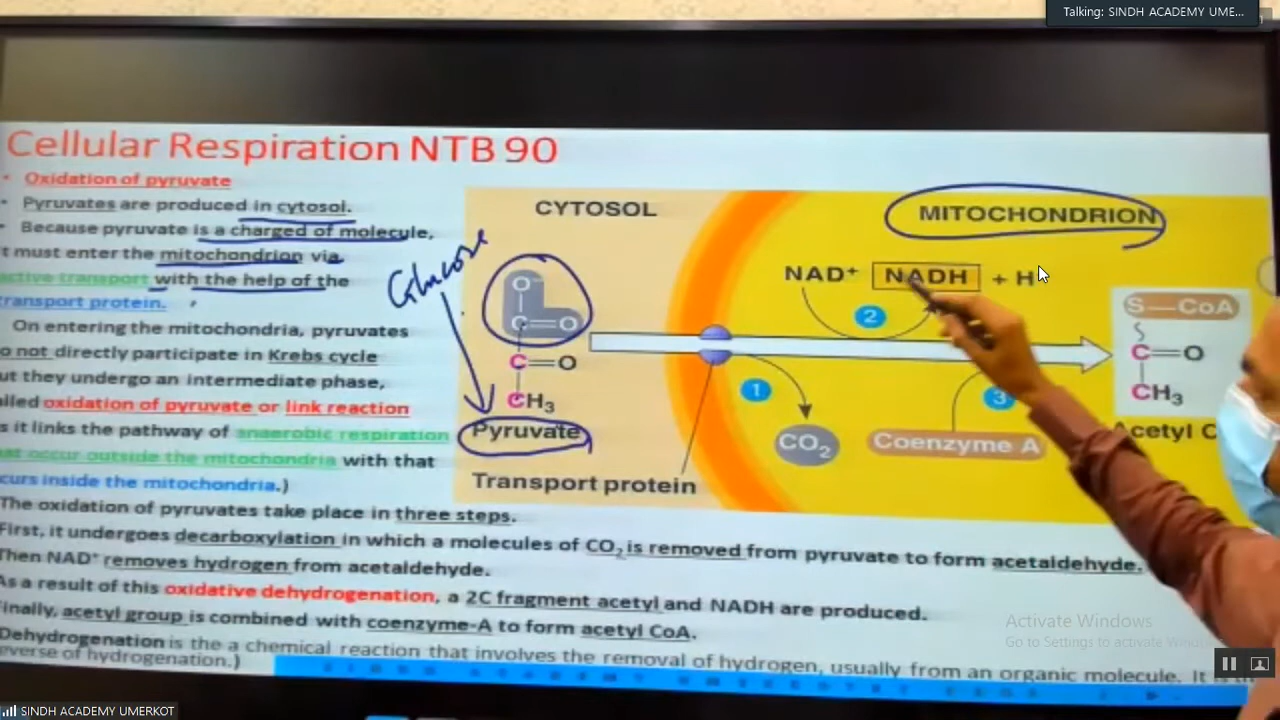 Talking: SINDH ACADEMY UME...
Cellular Respiration NTB 90
• Oxidation of pyruvate
• Pyruvates are produced in cytosol.
• Because pyruvate is a charged of molecule,
t must enter the mitochondrion via
active transport with the help of the
transport protein.
On entering the mitochondria, pyruvates
o not directly participate in Krebs cycle
ut they undergo an intermediate phase,
alled oxidation of pyruvate or link reaction
s it links the pathway of anaerobic respiration
at occur outside the mitochondria with that
curs inside the mitochondria.)
The oxidation of pyruvates take place in three steps.
First, it undergoes decarboxylation in which a molecules of CO₂ is removed from pyruvate to form acetaldehyde.
Then NAD⁺ removes hydrogen from acetaldehyde.
As a result of this oxidative dehydrogenation, a 2C fragment acetyl and NADH are produced.
Finally, acetyl group is combined with coenzyme-A to form acetyl CoA.
Dehydrogenation is the a chemical reaction that involves the removal of hydrogen, usually from an organic molecule. It is
everse of hydrogenation.)
CYTOSOL
MITOCHONDRION
Glucose
O⁻
C=O
C=O
CH₃
Pyruvate
Transport protein
NAD⁺ NADH + H
2
1
3
CO₂
Coenzyme A
S—CoA
C=O
CH₃
Acetyl C
Activate Windows
Go to Settings to activate Windows
SINDH ACADEMY UMERKOT